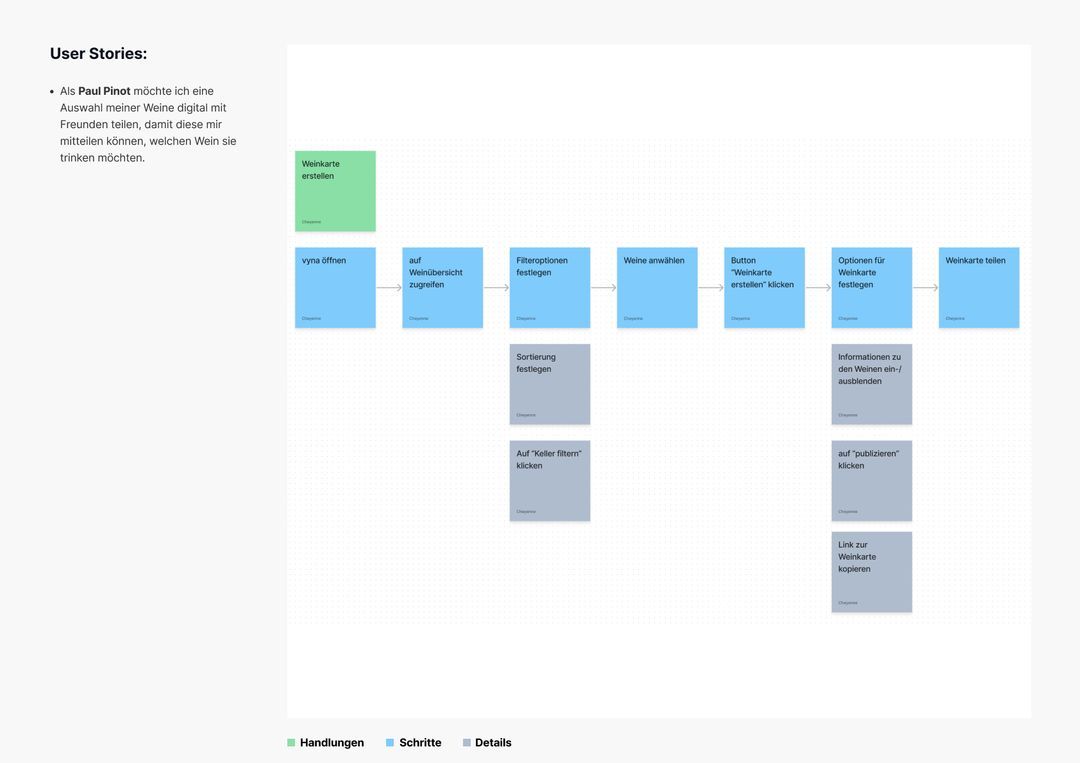 User Stories:
• Als Paul Pinot möchte ich eine
Auswahl meiner Weine digital mit
Freunden teilen, damit diese mir
mitteilen können, welchen Wein sie
trinken möchten.
Weinkarte
erstellen
Cheyenne
vyna öffnen
Cheyenne
auf
Weinübersicht
zugreifen
Cheyenne
Filteroptionen
festlegen
Cheyenne
Weine anwählen
Cheyenne
Button
"Weinkarte
erstellen" klicken
Cheyenne
Optionen für
Weinkarte
festlegen
Cheyenne
Weinkarte teilen
Cheyenne
Sortierung
festlegen
Cheyenne
Informationen zu
den Weinen ein-/
ausblenden
Cheyenne
Auf "Keller filtern"
klicken
Cheyenne
auf "publizieren"
klicken
Cheyenne
Link zur
Weinkarte
kopieren
Cheyenne
Handlungen
Schritte
Details